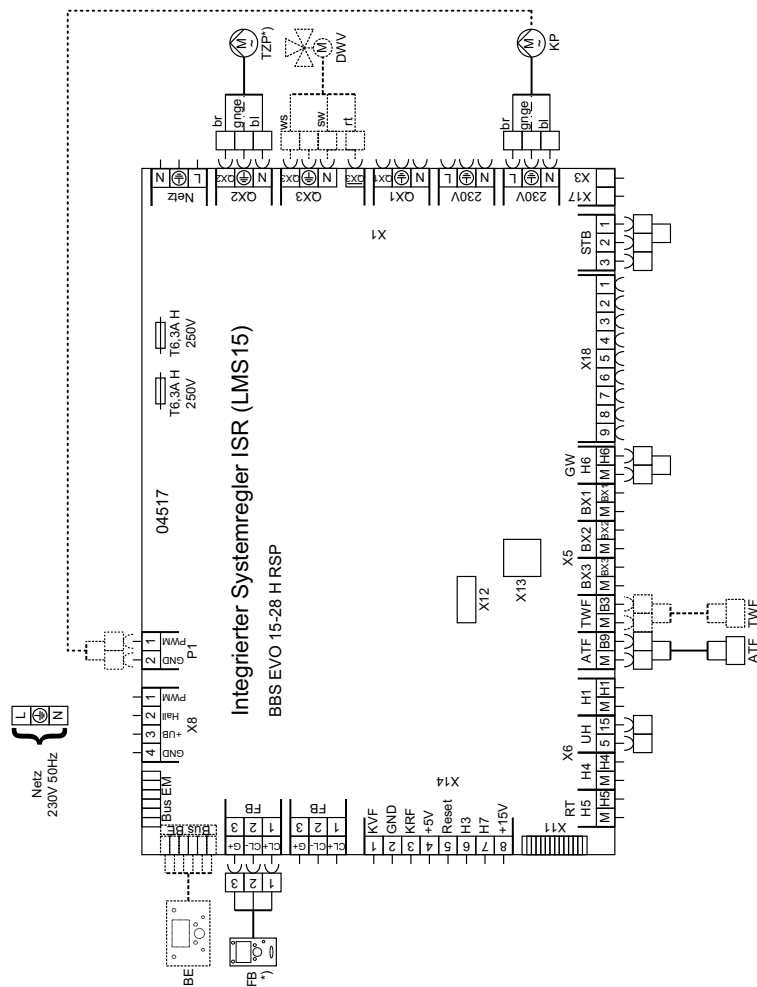 Netz
230V 50Hz
L
N
BE
FB
*)
Bus BE
Bus EM
3
2
1
G+
CL-
CL+
3
2
1
FB
G+
CL-
CL+
3
2
1
FB
4
3
2
1
GND
+UB
Hall
PWM
X8
2
1
GND
PWM
P1
04517
T6,3A H
250V
T6,3A H
250V
Integrierter Systemregler ISR (LMS15)
BBS EVO 15-28 H RSP
Netz
N
L
QX2
QX2
N
QX3
QX3
N
QX3
QX1
QX1
N
230V
L
N
230V
L
N
X1
br
gnge
bl
TZP*)
ws
sw
rt
DWV
M
M
~
br
gnge
bl
KP
M
~
X14
1
2
3
4
5
6
7
8
KVF
GND
KRF
+5V
Reset
H3
H7
+15V
X11
X12
X13
RT
H5
M
H5
H4
M
H4
X6
UH
5
15
H1
M
H1
ATF
M
B9
TWF
M
B3
BX3
M
BX3
X5
BX2
M
BX2
BX1
M
BX1
GW
H6
M
H6
X18
9
8
7
6
5
4
3
2
1
STB
3
2
1
X17
X3
ATF
TWF